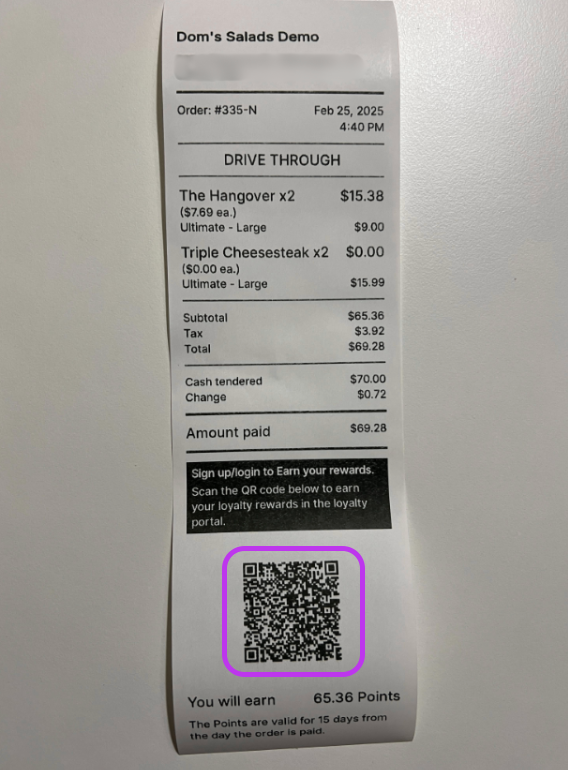 Dom's Salads Demo
Order: #335-N Feb 25, 2025
4:40 PM
DRIVE THROUGH
The Hangover x2 $15.38
($7.69 ea.)
Ultimate - Large $9.00
Triple Cheesesteak x2 $0.00
($0.00 ea.)
Ultimate - Large $15.99
Subtotal $65.36
Tax $3.92
Total $69.28
Cash tendered $70.00
Change $0.72
Amount paid $69.28
Sign up/login to Earn your rewards.
Scan the QR code below to earn
your loyalty rewards in the loyalty
portal.
You will earn 65.36 Points
The Points are valid for 15 days from
the day the order is paid.